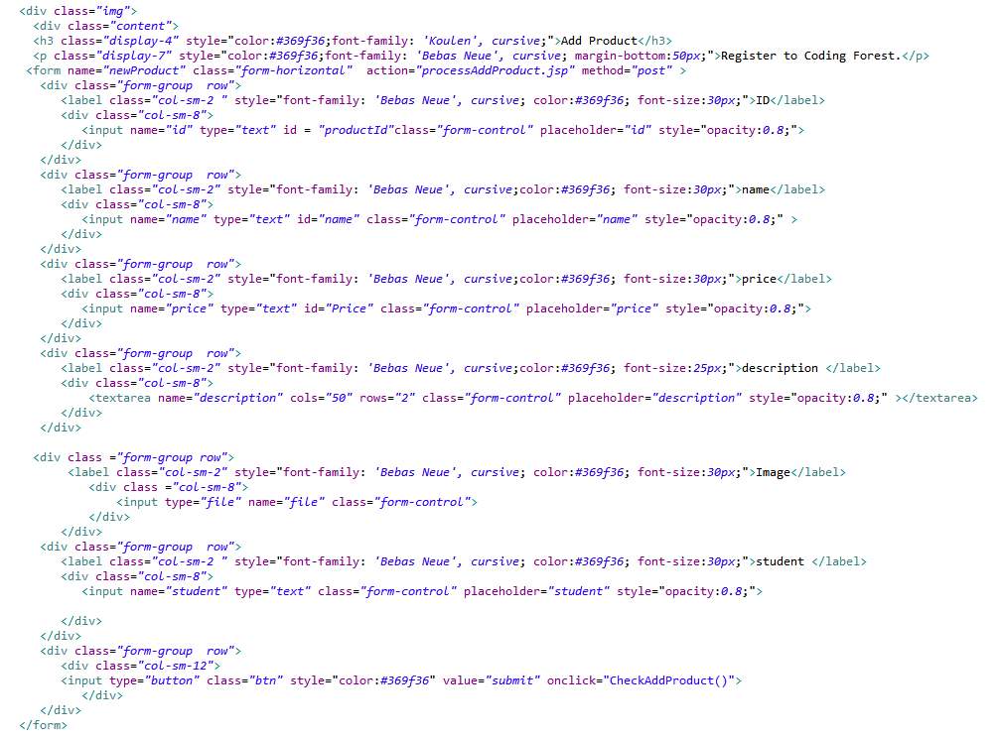 <div class="img">
<div class="content">
<h3 class="display-4" style="color:#369f36;font-family: 'Koulen', cursive;">Add Product</h3>
<p class="display-7" style="color:#369f36;font-family: 'Bebas Neue', cursive; margin-bottom:50px;">Register to Coding Forest.</p>
<form name="newProduct" class="form-horizontal"  action="processAddProduct.jsp" method="post" >
<div class="form-group  row">
<label class="col-sm-2 " style="font-family: 'Bebas Neue', cursive; color:#369f36; font-size:30px;">ID</label>
<div class="col-sm-8">
<input name="id" type="text" id = "productId"class="form-control" placeholder="id" style="opacity:0.8;">
</div>
</div>
<div class="form-group  row">
<label class="col-sm-2" style="font-family: 'Bebas Neue', cursive;color:#369f36; font-size:30px;">name</label>
<div class="col-sm-8">
<input name="name" type="text" id="name" class="form-control" placeholder="name" style="opacity:0.8;" >
</div>
</div>
<div class="form-group  row">
<label class="col-sm-2" style="font-family: 'Bebas Neue', cursive;color:#369f36; font-size:30px;">price</label>
<div class="col-sm-8">
<input name="price" type="text" id="Price" class="form-control" placeholder="price" style="opacity:0.8;">
</div>
</div>
<div class="form-group  row">
<label class="col-sm-2" style="font-family: 'Bebas Neue', cursive;color:#369f36; font-size:25px;">description </label>
<div class="col-sm-8">
<textarea name="description" cols="50" rows="2" class="form-control" placeholder="description" style="opacity:0.8;" ></textarea>
</div>
</div>
<div class ="form-group row">
<label class="col-sm-2" style="font-family: 'Bebas Neue', cursive; color:#369f36; font-size:30px;">Image</label>
<div class ="col-sm-8">
<input type="file" name="file" class="form-control">
</div>
</div>
<div class="form-group  row">
<label class="col-sm-2 " style="font-family: 'Bebas Neue', cursive; color:#369f36; font-size:30px;">student </label>
<div class="col-sm-8">
<input name="student" type="text" class="form-control" placeholder="student" style="opacity:0.8;">
</div>
</div>
<div class="form-group  row">
<div class="col-sm-12">
<input type="button" class="btn" style="color:#369f36" value="submit" onclick="CheckAddProduct()">
</div>
</div>
</form>